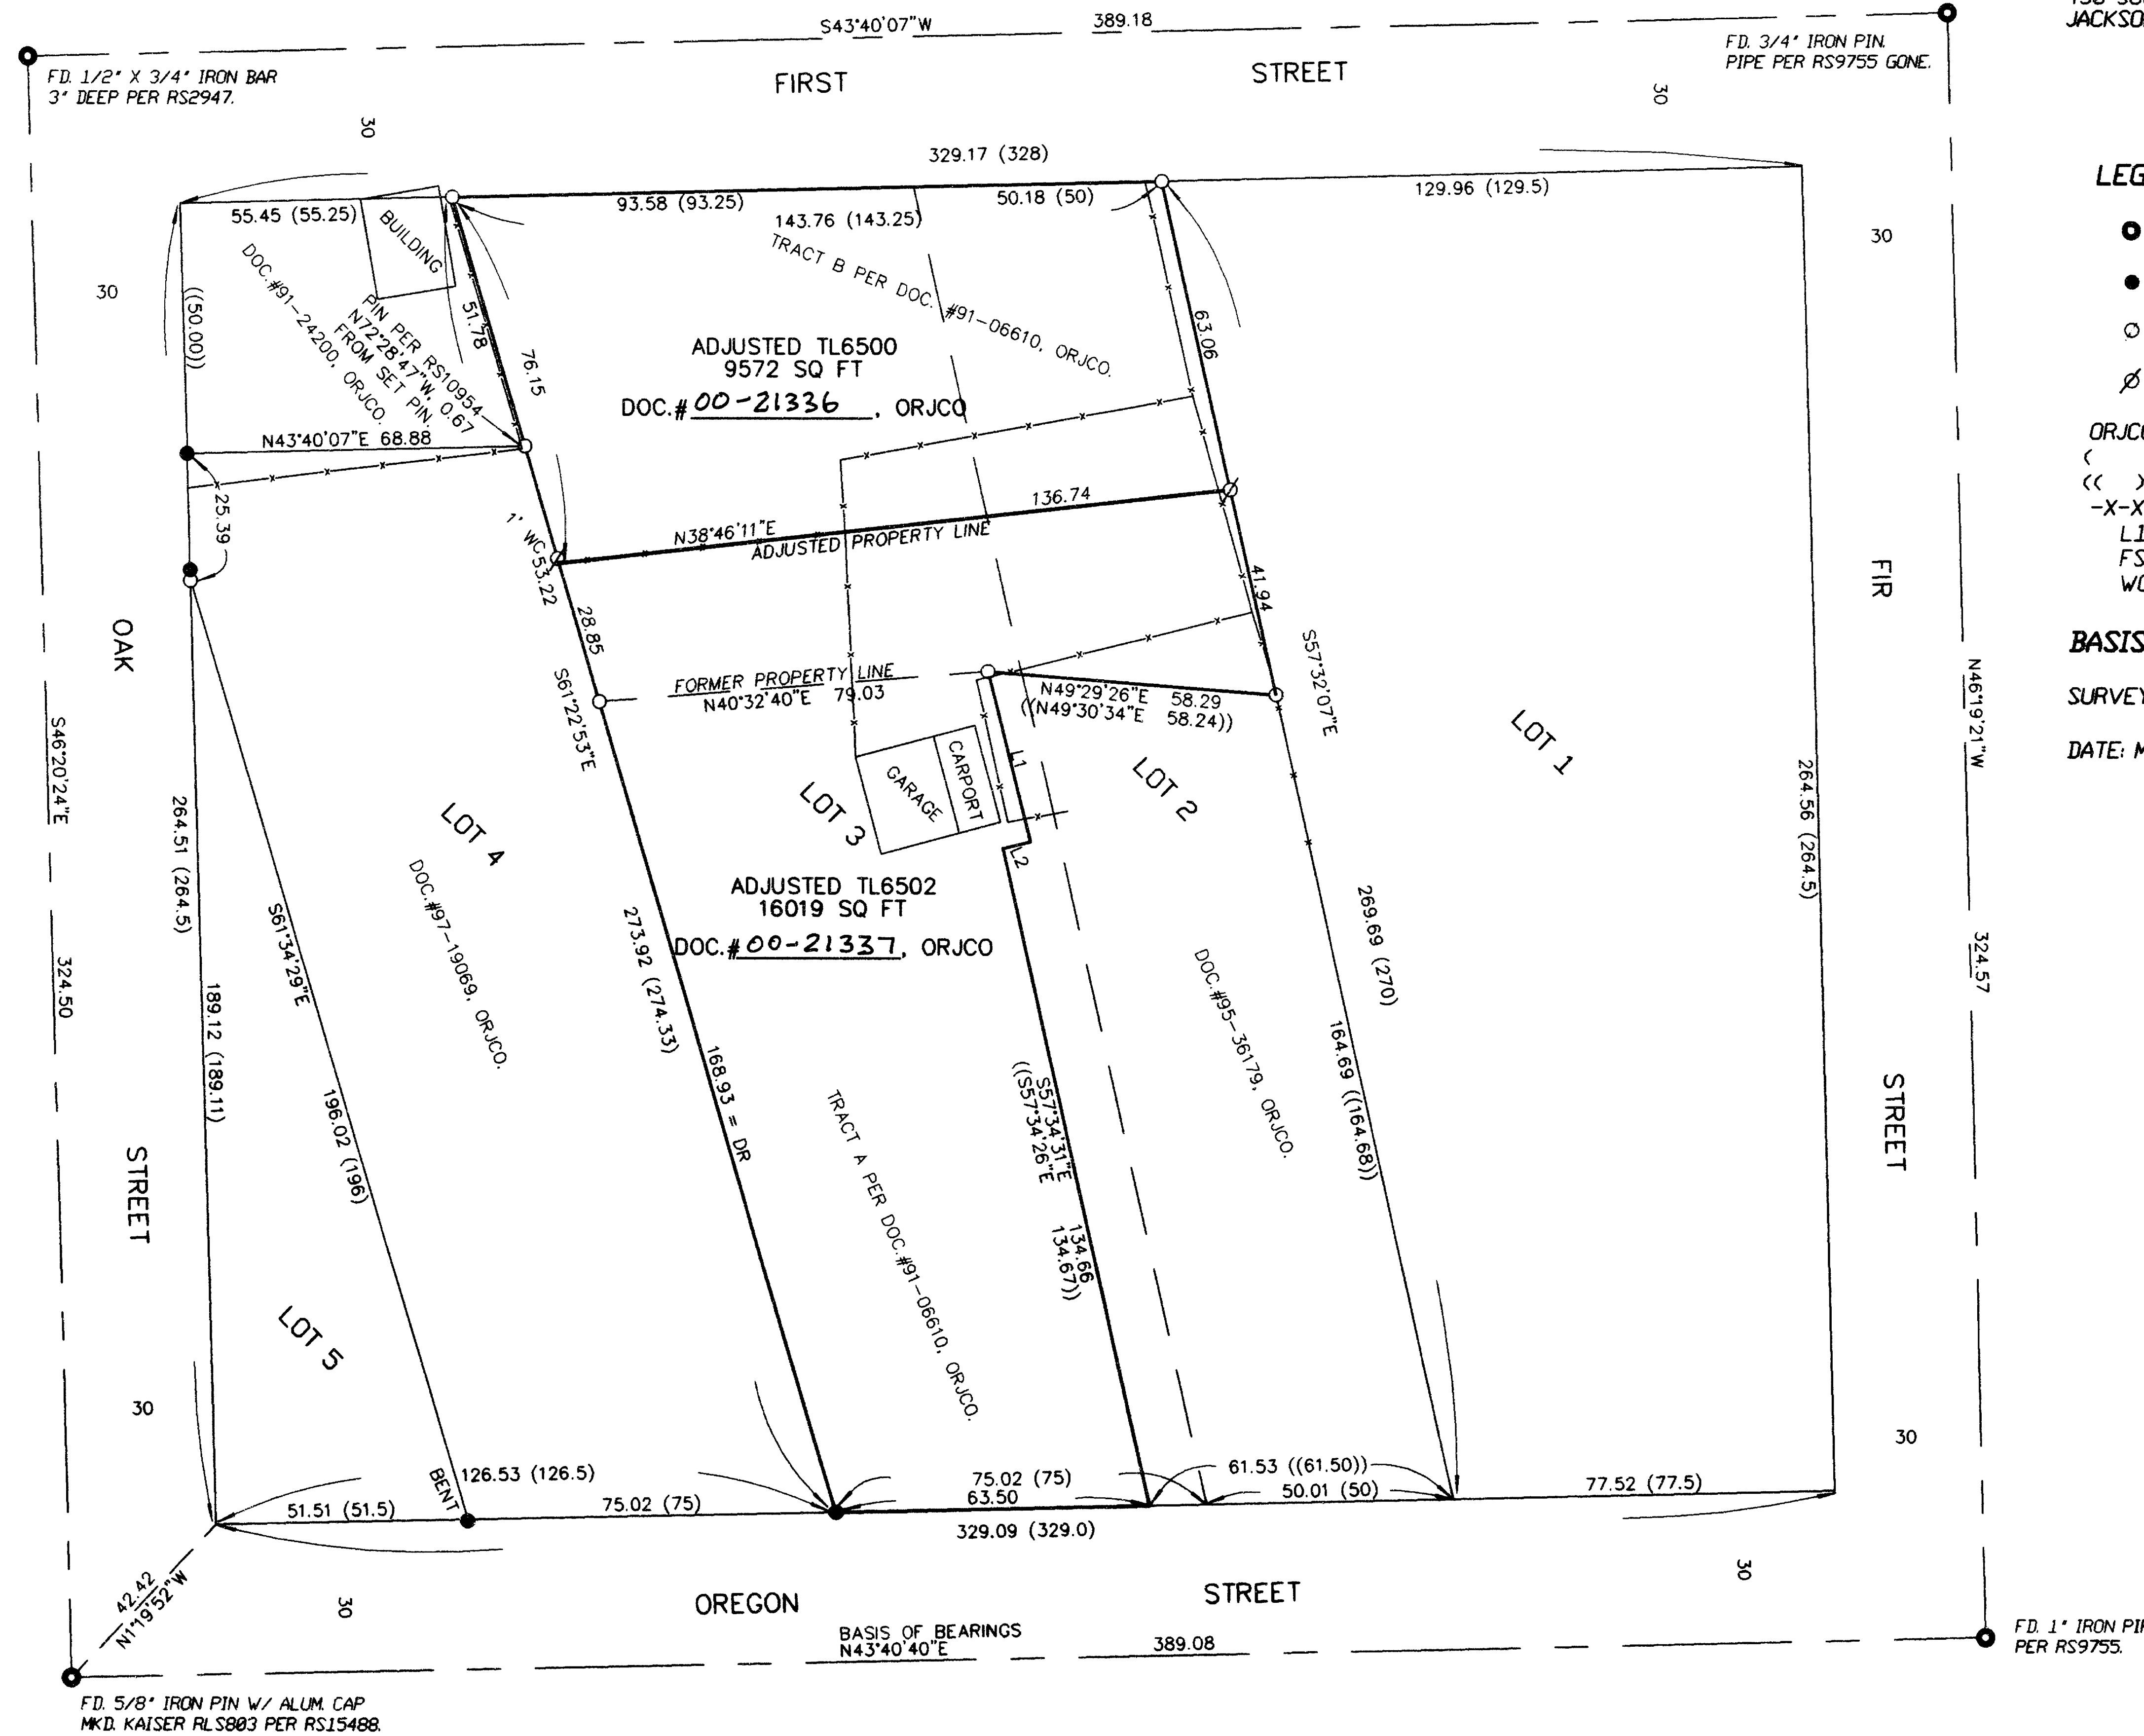 S43°40'07"W 389.18
JACKSO
FD. 1/2" X 3/4" IRON BAR
3" DEEP PER RS2947.
FD. 3/4" IRON PIN.
PIPE PER RS9755 GONE.
FIRST STREET
30
30
329.17 (328)
55.45 (55.25)
93.58 (93.25)
50.18 (50)
129.96 (129.5)
143.76 (143.25)
LEG
30
30
BUILDING
((50.00))
DOC.#91-24200, ORJCO.
PIN PER RS10954
N72°28'47"W, 0.67
FROM SET PIN.
51.78
76.15
TRACT B PER DOC. #91-06610, ORJCO.
63.06
ADJUSTED TL6500
9572 SQ FT
DOC.# 00-21336, ORJCO
N43°40'07"E 68.88
25.39
ORJC
(
(( )
-X-X
L1
FS
WC
1' WC
53.22
N38°46'11"E
136.74
ADJUSTED PROPERTY LINE
28.85
41.94
FIR
OAK
BASIS
SURVEY
DATE: M
S61°22'53"E
FORMER PROPERTY LINE
N40°32'40"E 79.03
N49°29'26"E 58.29
((N49°30'34"E 58.24))
S57°32'07"E
N46°19'21"W
S46°20'24"E
GARAGE
CARPORT
L1
L2
LOT 4
LOT 3
LOT 2
LOT 1
264.56 (264.5)
264.51 (264.5)
ADJUSTED TL6502
16019 SQ FT
DOC.# 00-21337, ORJCO
DOC.#97-19069, ORJCO.
S61°34'29"E
273.92 (274.33)
269.69 (270)
DOC.#95-36179, ORJCO.
324.50
324.57
189.12 (189.11)
196.02 (196)
168.93 = DR
164.69 ((164.68))
S57°34'31"E
((S57°34'26"E
134.66
134.67))
TRACT A PER DOC.#91-06610, ORJCO.
STREET
STREET
LOT 5
30
30
BENT
126.53 (126.5)
75.02 (75)
61.53 ((61.50))
51.51 (51.5)
75.02 (75)
63.50
50.01 (50)
77.52 (77.5)
329.09 (329.0)
42.42
N1°19'52"W
30
30
OREGON STREET
BASIS OF BEARINGS
N43°40'40"E 389.08
FD. 1" IRON PI
PER RS9755.
FD. 5/8" IRON PIN W/ ALUM. CAP
MKD. KAISER RLS803 PER RS15488.